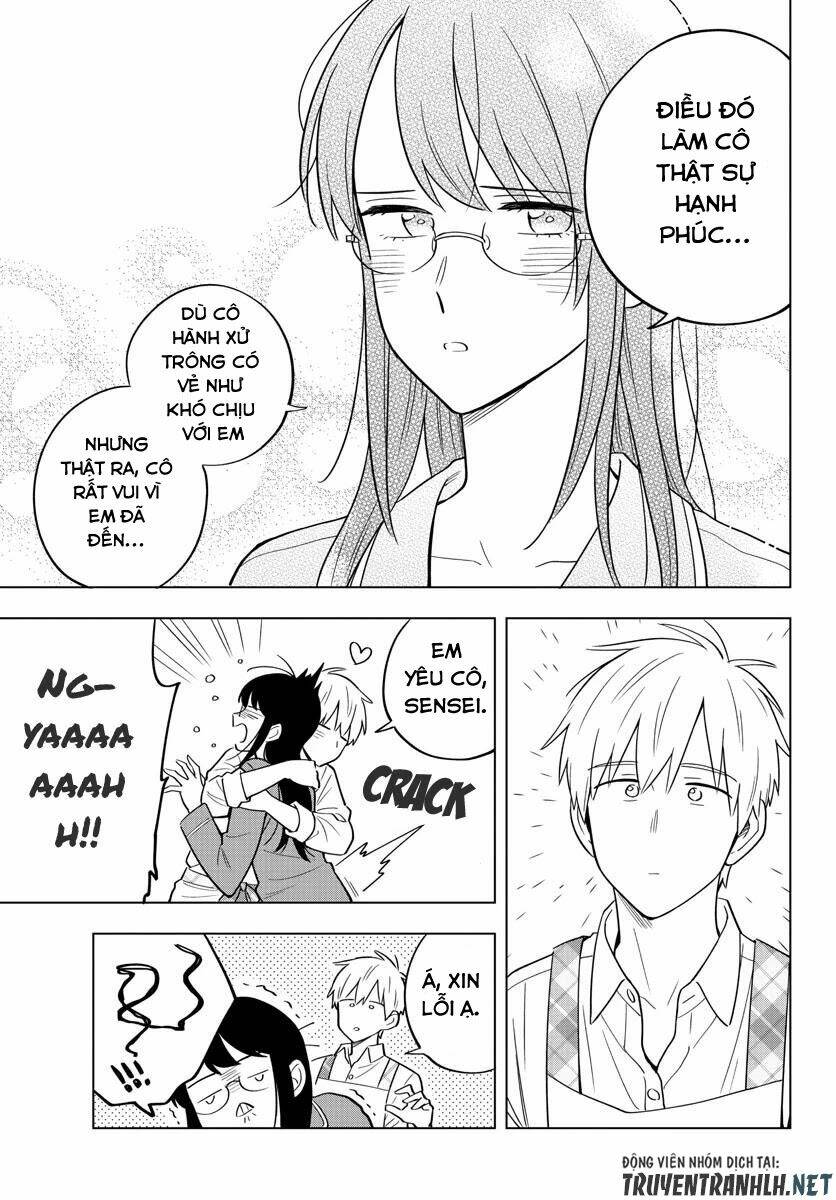 ĐIỀU ĐÓ
LÀM CÔ
THẬT SỰ
HẠNH
PHÚC...
DÙ CÔ
HÀNH XỬ
TRÔNG CÓ
VẺ NHƯ
KHÓ CHỊU
VỚI EM
NHƯNG
THẬT RA, CÔ
RẤT VUI VÌ
EM ĐÃ
ĐẾN...
EM
YÊU CÔ,
SENSEI.
CRACK
NG-
YAAAA
AAAH
H!!
Á, XIN
LỖI Ạ.
!!!
ĐỘNG VIÊN NHÓM DỊCH TẠI:
TRUYENTRANHLH.NET